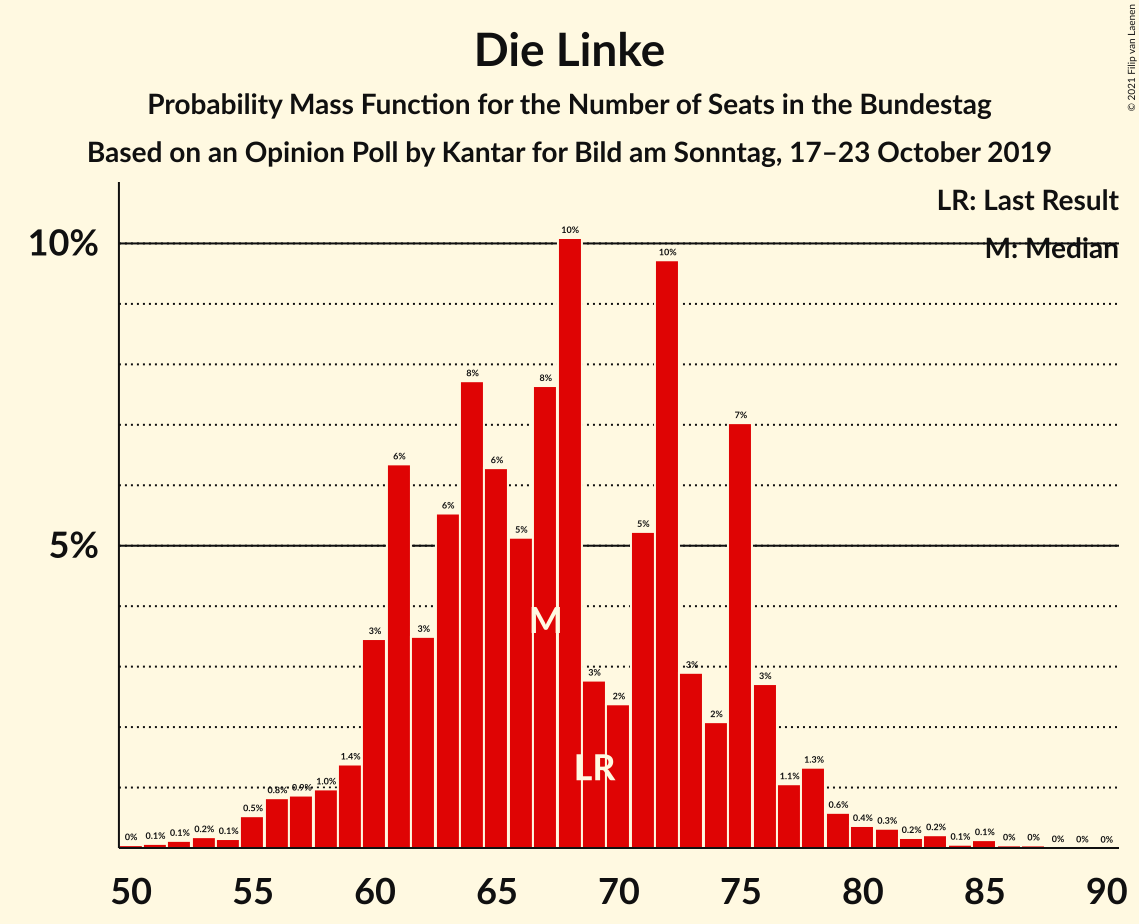 Die Linke
Probability Mass Function for the Number of Seats in the Bundestag
Based on an Opinion Poll by Kantar for Bild am Sonntag, 17–23 October 2019
© 2021 Filip van Laenen
LR: Last Result
M: Median
10%
5%
0% 0.1% 0.1% 0.2% 0.1% 0.5% 0.8% 0.9% 1.0% 1.4% 3% 6% 3% 6% 8% 6% 5% 8% 10% 3% 2% 5% 10% 3% 2% 7% 3% 1.1% 1.3% 0.6% 0.4% 0.3% 0.2% 0.2% 0.1% 0.1% 0% 0% 0% 0% 0%
M
LR
50 55 60 65 70 75 80 85 90